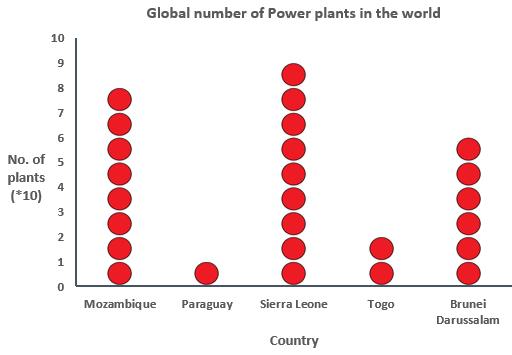 Global number of Power plants in the world
10
9
8
7
6
5
4
3
2
1
0
No. of
plants
(*10)
Mozambique Paraguay Sierra Leone Togo Brunei
Darussalam
Country